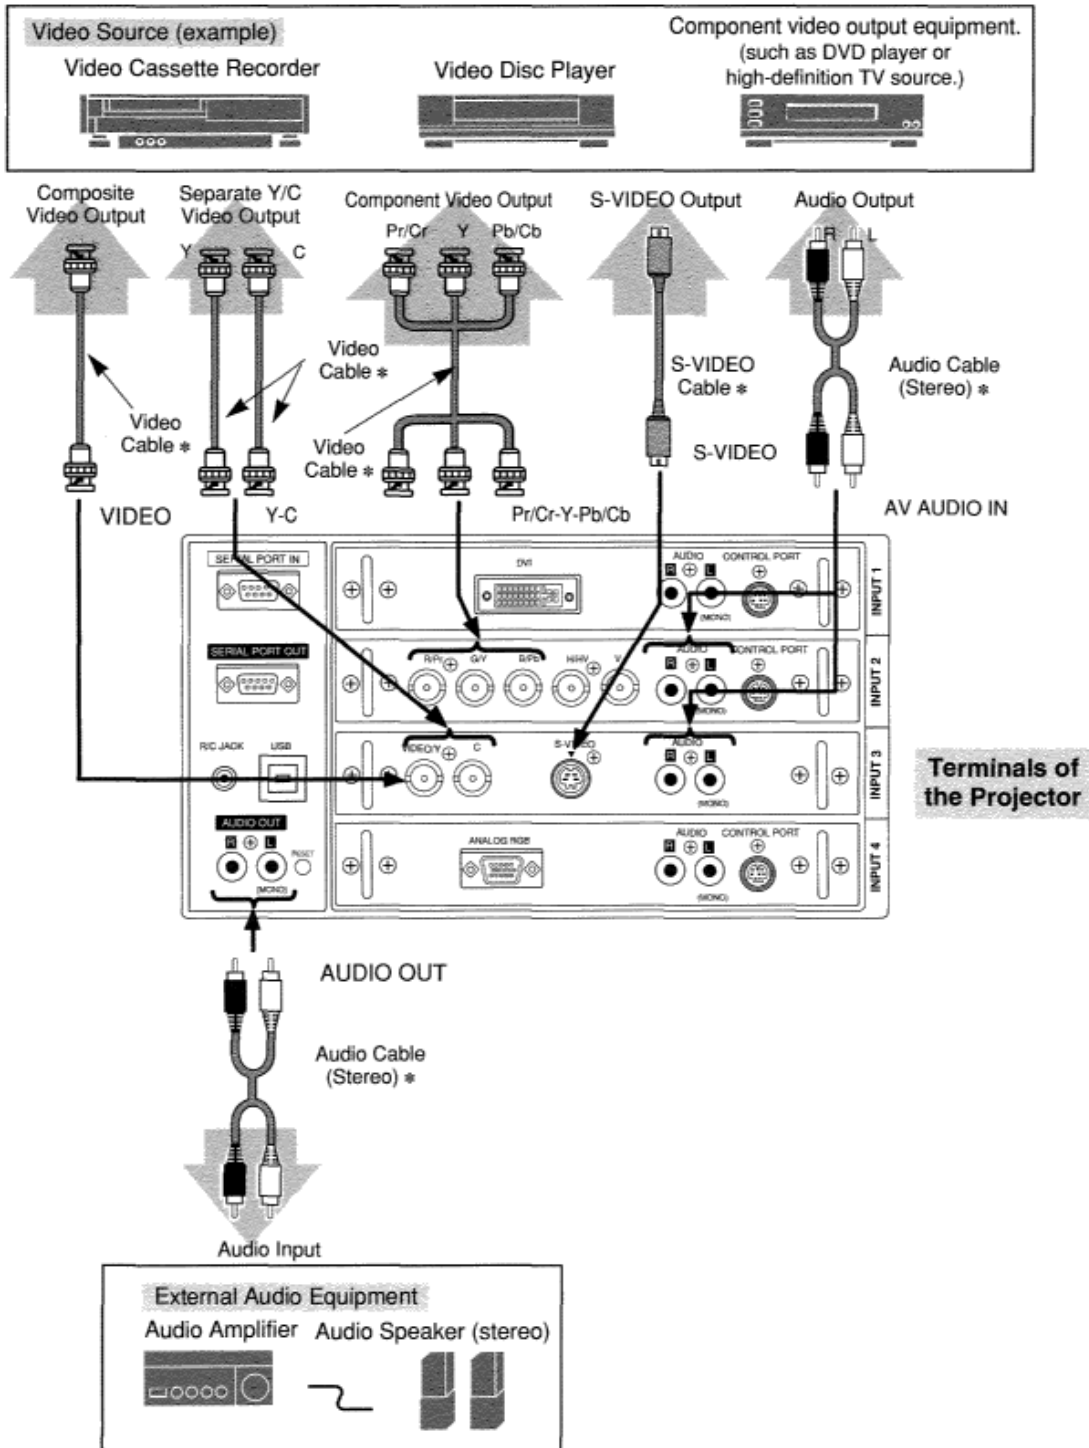 Video Source (example)
Video Cassette Recorder
Video Disc Player
Component video output equipment.
(such as DVD player or
high-definition TV source.)
Composite
Video Output
Separate Y/C
Video Output
Y
C
Component Video Output
Pr/Cr
Y
Pb/Cb
S-VIDEO Output
Audio Output
R
L
Video
Cable *
Video
Cable *
Video
Cable *
S-VIDEO
Cable *
Audio Cable
(Stereo) *
S-VIDEO
VIDEO
Y-C
Pr/Cr-Y-Pb/Cb
AV AUDIO IN
SERIAL PORT IN
DVI
AUDIO
R
L
(MONO)
CONTROL PORT
INPUT 1
SERIAL PORT OUT
R/Pr
G/Y
B/Pb
H/HV
V
AUDIO
R
L
(MONO)
CONTROL PORT
INPUT 2
R/C JACK
USB
VIDEO/Y
C
S-VIDEO
AUDIO
R
L
(MONO)
INPUT 3
Terminals of
the Projector
AUDIO OUT
R
L
(MONO)
RESET
ANALOG RGB
AUDIO
R
L
(MONO)
CONTROL PORT
INPUT 4
AUDIO OUT
Audio Cable
(Stereo) *
Audio Input
External Audio Equipment
Audio Amplifier
Audio Speaker (stereo)